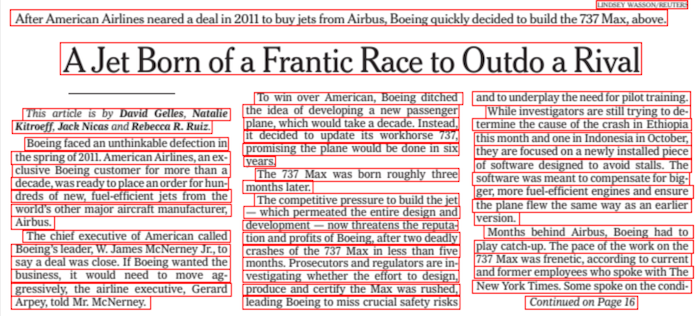 LINDSEY WASSON/REUTERS
After American Airlines neared a deal in 2011 to buy jets from Airbus, Boeing quickly decided to build the 737 Max, above.
A Jet Born of a Frantic Race to Outdo a Rival
This article is by David Gelles, Natalie
Kitroeff, Jack Nicas and Rebecca R. Ruiz.
Boeing faced an unthinkable defection in
the spring of 2011. American Airlines, an ex-
clusive Boeing customer for more than a
decade, was ready to place an order for hun-
dreds of new, fuel-efficient jets from the
world's other major aircraft manufacturer,
Airbus.
The chief executive of American called
Boeing's leader, W. James McNerney Jr., to
say a deal was close. If Boeing wanted the
business, it would need to move ag-
gressively, the airline executive, Gerard
Arpey, told Mr. McNerney.
To win over American, Boeing ditched
the idea of developing a new passenger
plane, which would take a decade. Instead,
it decided to update its workhorse 737,
promising the plane would be done in six
years.
The 737 Max was born roughly three
months later.
The competitive pressure to build the jet
— which permeated the entire design and
development — now threatens the reputa-
tion and profits of Boeing, after two deadly
crashes of the 737 Max in less than five
months. Prosecutors and regulators are in-
vestigating whether the effort to design,
produce and certify the Max was rushed,
leading Boeing to miss crucial safety risks
and to underplay the need for pilot training.
While investigators are still trying to de-
termine the cause of the crash in Ethiopia
this month and one in Indonesia in October,
they are focused on a newly installed piece
of software designed to avoid stalls. The
software was meant to compensate for big-
ger, more fuel-efficient engines and ensure
the plane flew the same way as an earlier
version.
Months behind Airbus, Boeing had to
play catch-up. The pace of the work on the
737 Max was frenetic, according to current
and former employees who spoke with The
New York Times. Some spoke on the condi-
Continued on Page 16